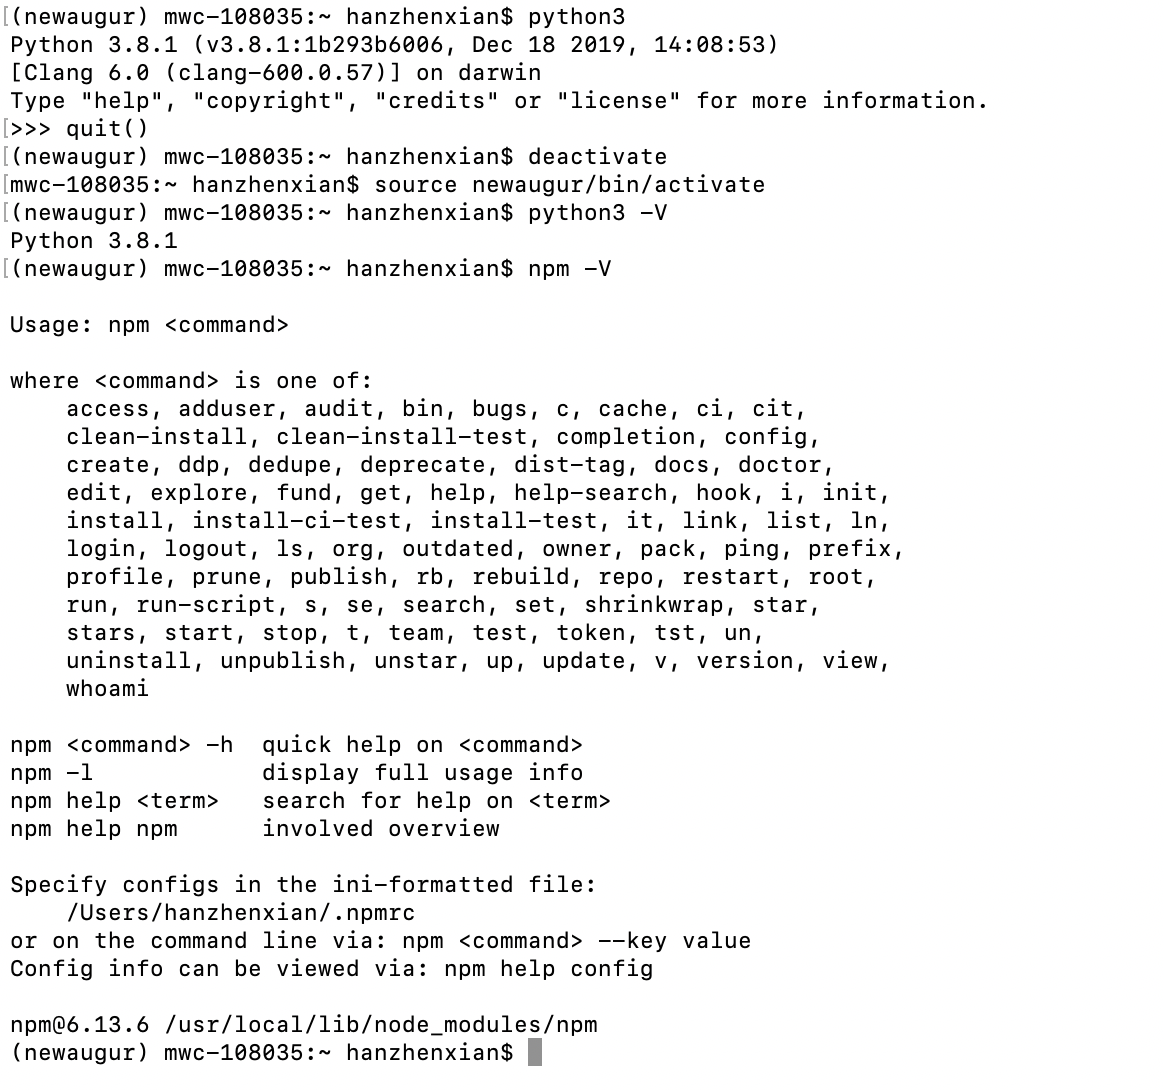 [(newaugur) mwc-108035:~ hanzhenxian$ python3
Python 3.8.1 (v3.8.1:1b293b6006, Dec 18 2019, 14:08:53)
[Clang 6.0 (clang-600.0.57)] on darwin
Type "help", "copyright", "credits" or "license" for more information.
[>>> quit()
[(newaugur) mwc-108035:~ hanzhenxian$ deactivate
[mwc-108035:~ hanzhenxian$ source newaugur/bin/activate
[(newaugur) mwc-108035:~ hanzhenxian$ python3 -V
Python 3.8.1
[(newaugur) mwc-108035:~ hanzhenxian$ npm -V

Usage: npm <command>

where <command> is one of:
    access, adduser, audit, bin, bugs, c, cache, ci, cit,
    clean-install, clean-install-test, completion, config,
    create, ddp, dedupe, deprecate, dist-tag, docs, doctor,
    edit, explore, fund, get, help, help-search, hook, i, init,
    install, install-ci-test, install-test, it, link, list, ln,
    login, logout, ls, org, outdated, owner, pack, ping, prefix,
    profile, prune, publish, rb, rebuild, repo, restart, root,
    run, run-script, s, se, search, set, shrinkwrap, star,
    stars, start, stop, t, team, test, token, tst, un,
    uninstall, unpublish, unstar, up, update, v, version, view,
    whoami

npm <command> -h  quick help on <command>
npm -l            display full usage info
npm help <term>   search for help on <term>
npm help npm      involved overview

Specify configs in the ini-formatted file:
    /Users/hanzhenxian/.npmrc
or on the command line via: npm <command> --key value
Config info can be viewed via: npm help config

npm@6.13.6 /usr/local/lib/node_modules/npm
(newaugur) mwc-108035:~ hanzhenxian$